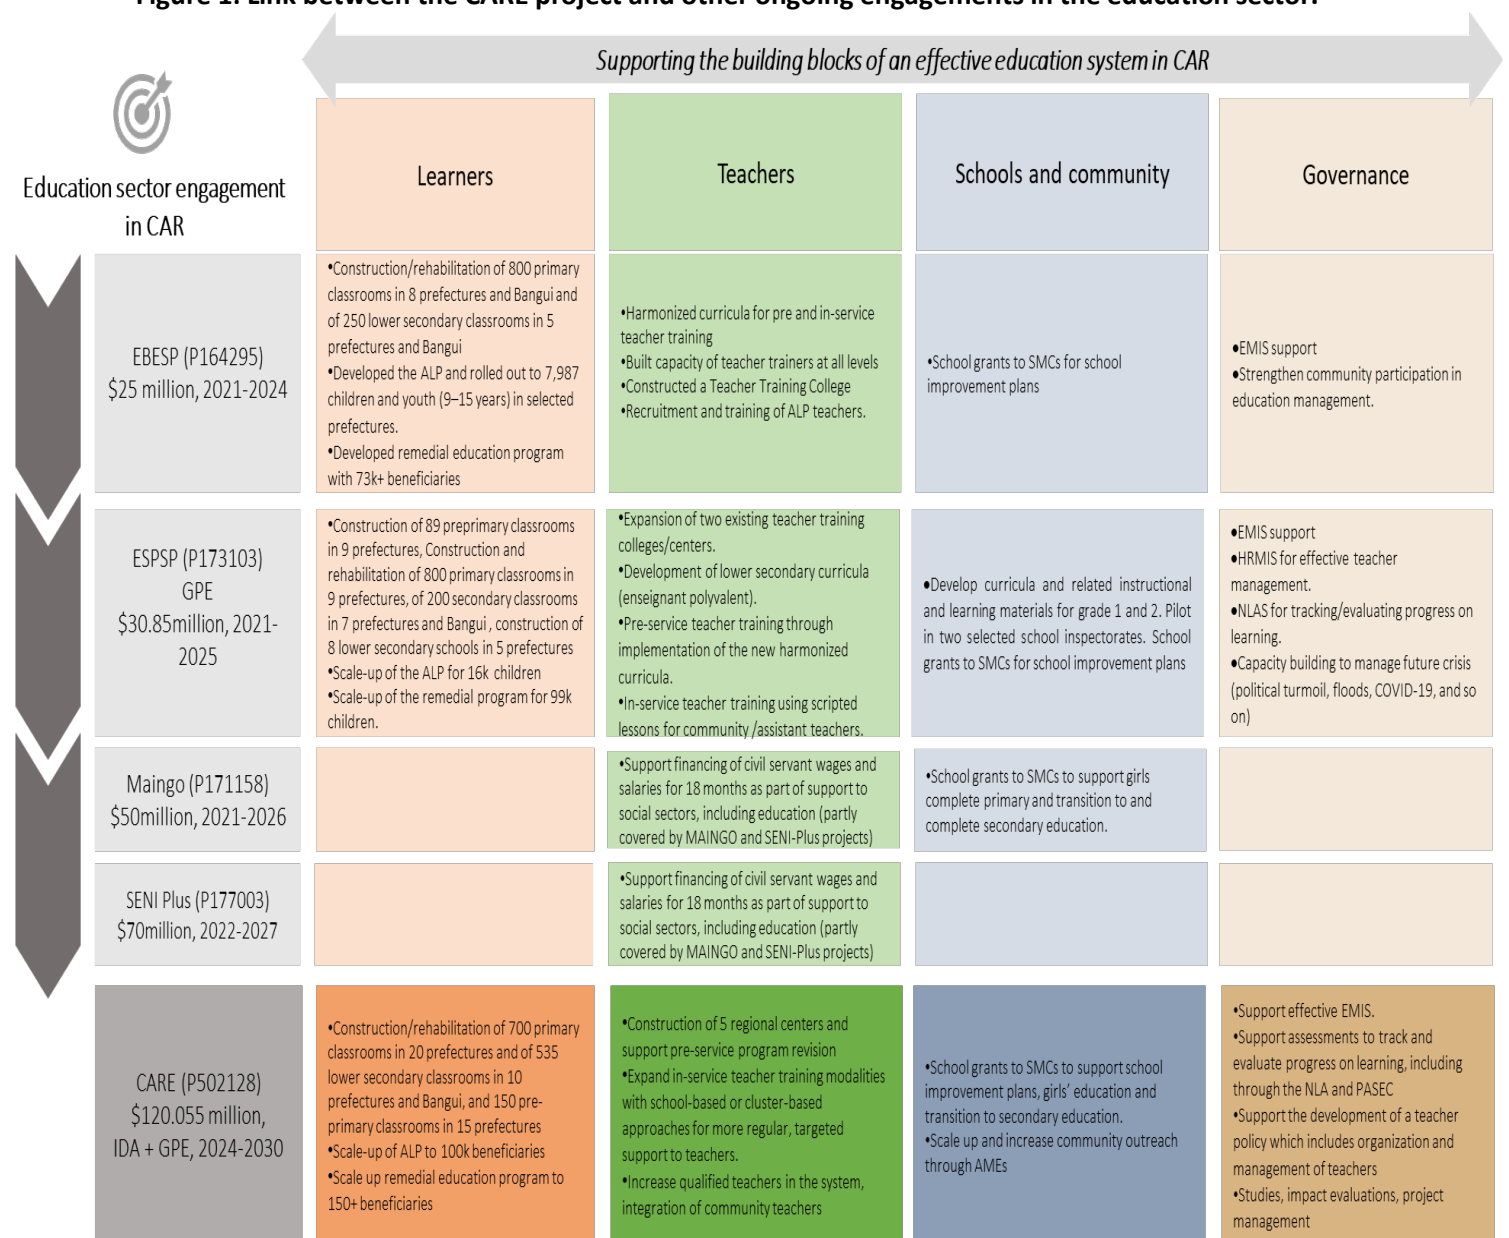 Figure 1: Link between the CARE project and other ongoing engagements in the education sector.
Supporting the building blocks of an effective education system in CAR
Education sector engagement
in CAR
Learners
Teachers
Schools and community
Governance
EBESP (P164295)
$25 million, 2021-2024
•Construction/rehabilitation of 800 primary
classrooms in 8 prefectures and Bangui and
of 250 lower secondary classrooms in 5
prefectures and Bangui
•Developed the ALP and rolled out to 7,987
children and youth (9–15 years) in selected
prefectures.
•Developed remedial education program
with 73k+ beneficiaries
•Harmonized curricula for pre and in-service
teacher training
•Built capacity of teacher trainers at all levels
•Constructed a Teacher Training College
•Recruitment and training of ALP teachers.
•School grants to SMCs for school
improvement plans
•EMIS support
•Strengthen community participation in
education management.
ESPSP (P173103)
GPE
$30.85million, 2021-
2025
•Construction of 89 preprimary classrooms
in 9 prefectures, Construction and
rehabilitation of 800 primary classrooms in
9 prefectures, of 200 secondary classrooms
in 7 prefectures and Bangui , construction of
8 lower secondary schools in 5 prefectures
•Scale-up of the ALP for 16k children
•Scale-up of the remedial program for 99k
children.
•Expansion of two existing teacher training
colleges/centers.
•Development of lower secondary curricula
(enseignant polyvalent).
•Pre-service teacher training through
implementation of the new harmonized
curricula.
•In-service teacher training using scripted
lessons for community /assistant teachers.
•Develop curricula and related instructional
and learning materials for grade 1 and 2. Pilot
in two selected school inspectorates. School
grants to SMCs for school improvement plans
•EMIS support
•HRMIS for effective teacher
management.
•NLAS for tracking/evaluating progress on
learning.
•Capacity building to manage future crisis
(political turmoil, floods, COVID-19, and so
on)
Maingo (P171158)
$50million, 2021-2026
•Support financing of civil servant wages and
salaries for 18 months as part of support to
social sectors, including education (partly
covered by MAINGO and SENI-Plus projects)
•School grants to SMCs to support girls
complete primary and transition to and
complete secondary education.
SENI Plus (P177003)
$70million, 2022-2027
•Support financing of civil servant wages and
salaries for 18 months as part of support to
social sectors, including education (partly
covered by MAINGO and SENI-Plus projects)
CARE (P502128)
$120.055 million,
IDA + GPE, 2024-2030
•Construction/rehabilitation of 700 primary
classrooms in 20 prefectures and of 535
lower secondary classrooms in 10
prefectures and Bangui, and 150 pre-
primary classrooms in 15 prefectures
•Scale-up of ALP to 100k beneficiaries
•Scale up remedial education program to
150+ beneficiaries
•Construction of 5 regional centers and
support pre-service program revision
•Expand in-service teacher training modalities
with school-based or cluster-based
approaches for more regular, targeted
support to teachers.
•Increase qualified teachers in the system,
integration of community teachers
•School grants to SMCs to support school
improvement plans, girls’ education and
transition to secondary education.
•Scale up and increase community outreach
through AMEs
•Support effective EMIS.
•Support assessments to track and
evaluate progress on learning, including
through the NLA and PASEC
•Support the development of a teacher
policy which includes organization and
management of teachers
•Studies, impact evaluations, project
management